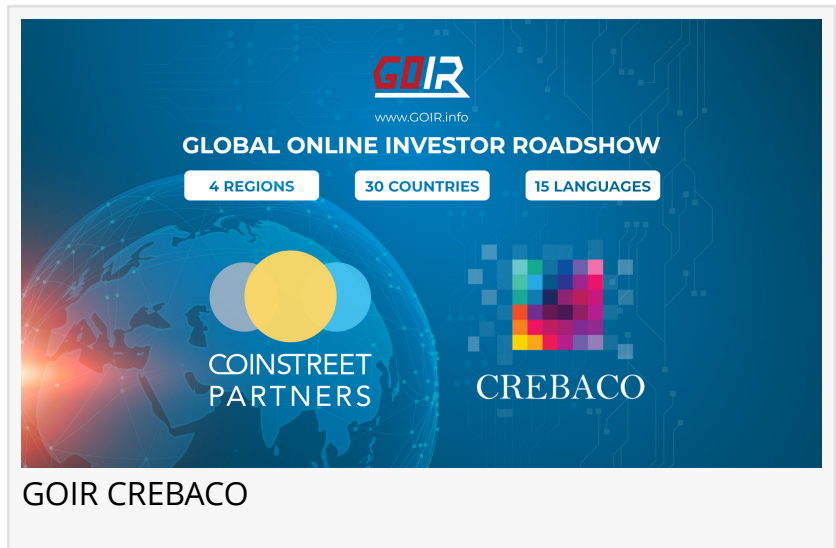 GOIR
www.GOIR.info
GLOBAL ONLINE INVESTOR ROADSHOW
4 REGIONS 30 COUNTRIES 15 LANGUAGES
COINSTREET
PARTNERS
CREBACO
GOIR CREBACO